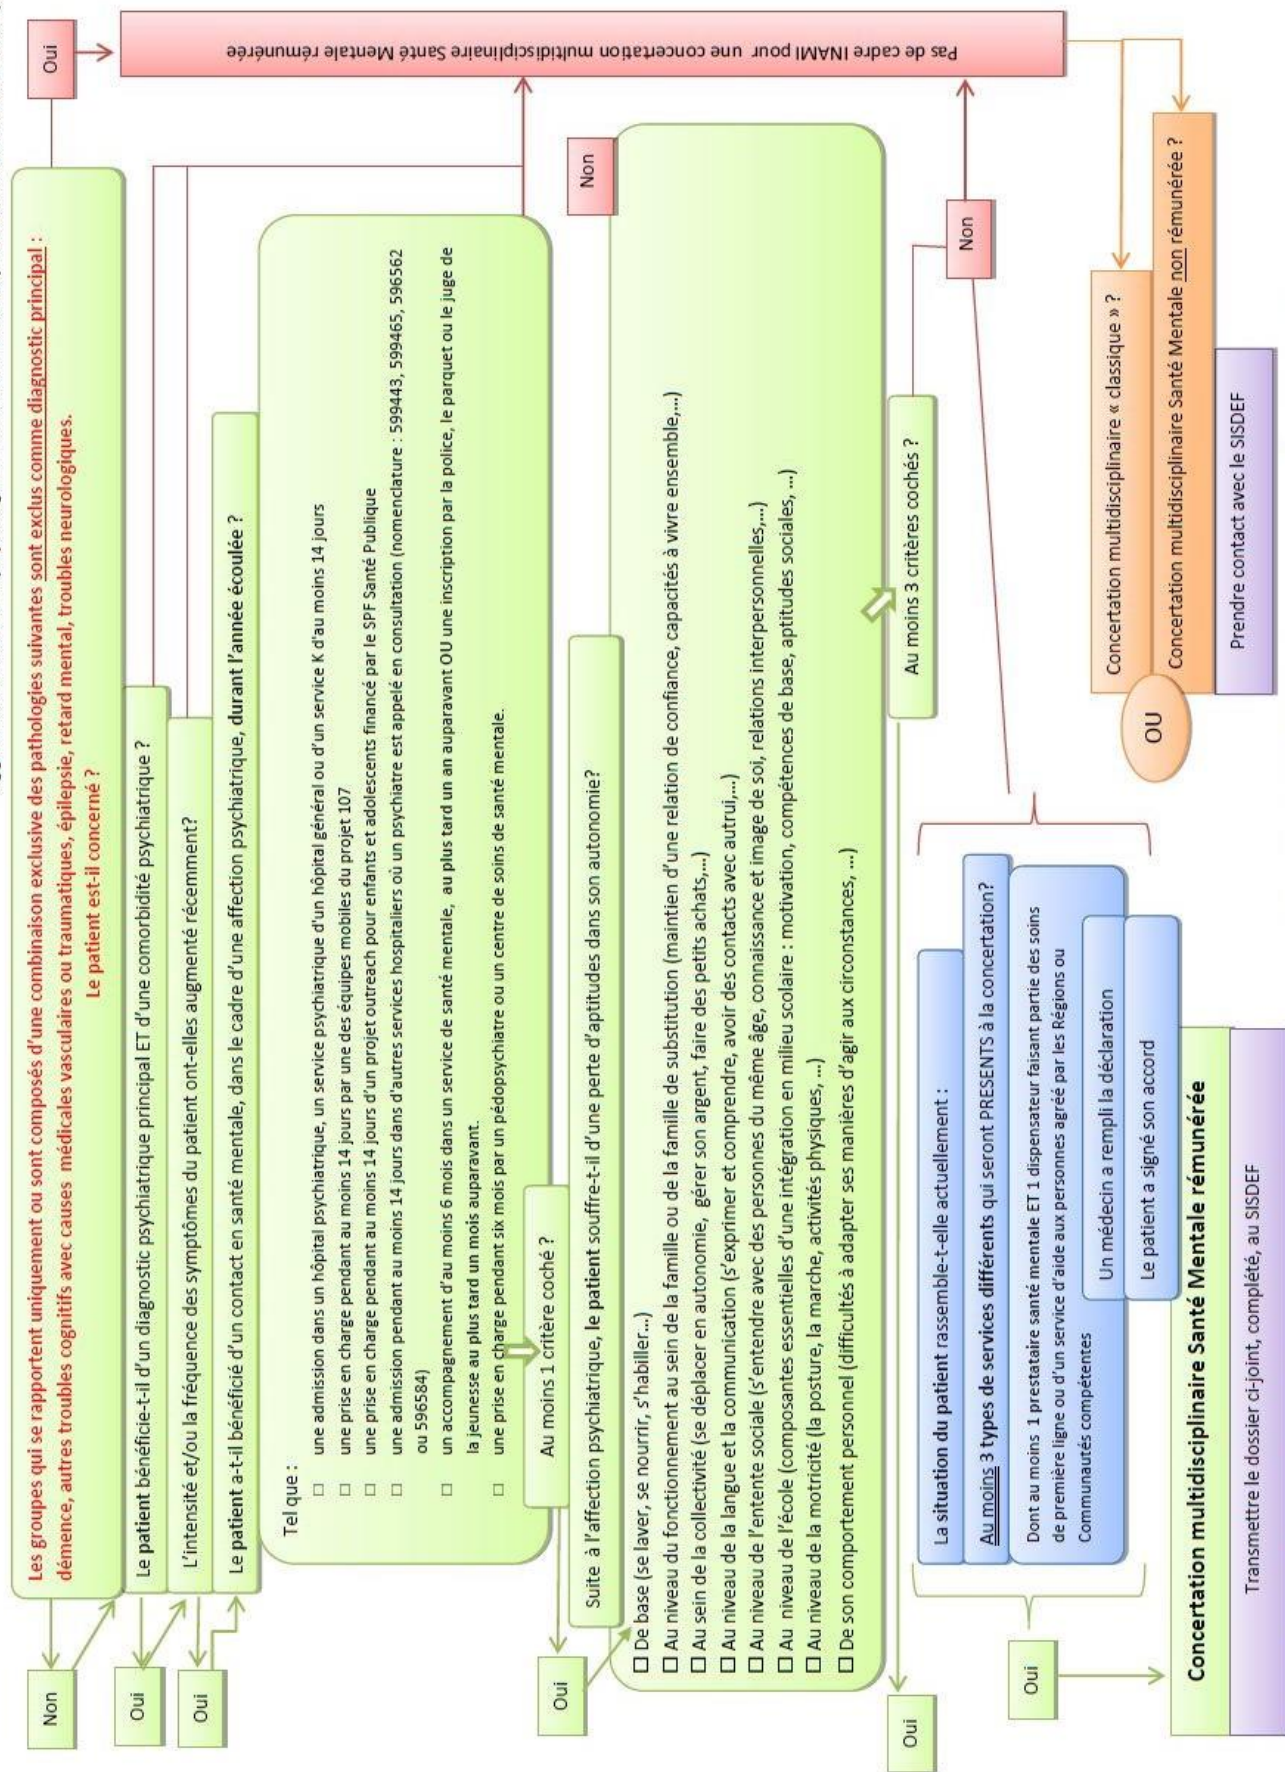 Les groupes qui se rapportent uniquement ou sont composés d'une combinaison exclusive des pathologies suivantes sont exclus comme diagnostic principal :
démence, autres troubles cognitifs avec causes médicales vasculaires ou traumatiques, épilepsie, retard mental, troubles neurologiques.
Le patient est-il concerné ?
Oui
Non
Le patient bénéficie-t-il d'un diagnostic psychiatrique principal ET d'une comorbidité psychiatrique ?
Oui
L'intensité et/ou la fréquence des symptômes du patient ont-elles augmenté récemment?
Oui
Le patient a-t-il bénéficié d'un contact en santé mentale, dans le cadre d'une affection psychiatrique, durant l'année écoulée ?
Tel que :
□ une admission dans un hôpital psychiatrique, un service psychiatrique d'un hôpital général ou d'un service K d'au moins 14 jours
□ une prise en charge pendant au moins 14 jours par une des équipes mobiles du projet 107
□ une prise en charge pendant au moins 14 jours d'un projet outreach pour enfants et adolescents financé par le SPF Santé Publique
□ une admission pendant au moins 14 jours dans d'autres services hospitaliers où un psychiatre est appelé en consultation (nomenclature : 599443, 599465, 596562
ou 596584)
□ un accompagnement d'au moins 6 mois dans un service de santé mentale, au plus tard un an auparavant OU une inscription par la police, le parquet ou le juge de
la jeunesse au plus tard un mois auparavant.
□ une prise en charge pendant six mois par un pédopsychiatre ou un centre de soins de santé mentale.
Au moins 1 critère coché ?
Oui
Non
Pas de cadre INAMI pour une concertation multidisciplinaire Santé Mentale rémunérée
Suite à l'affection psychiatrique, le patient souffre-t-il d'une perte d'aptitudes dans son autonomie?
□ De base (se laver, se nourrir, s'habiller...)
□ Au niveau du fonctionnement au sein de la famille ou de la famille de substitution (maintien d'une relation de confiance, capacités à vivre ensemble,...)
□ Au sein de la collectivité (se déplacer en autonomie, gérer son argent, faire des petits achats,...)
□ Au niveau de la langue et la communication (s'exprimer et comprendre, avoir des contacts avec autrui,...)
□ Au niveau de l'entente sociale (s'entendre avec des personnes du même âge, connaissance et image de soi, relations interpersonnelles,...)
□ Au niveau de l'école (composantes essentielles d'une intégration en milieu scolaire : motivation, compétences de base, aptitudes sociales, ...)
□ Au niveau de la motricité (la posture, la marche, activités physiques, ...)
□ De son comportement personnel (difficultés à adapter ses manières d'agir aux circonstances, ...)
Au moins 3 critères cochés ?
Oui
Non
La situation du patient rassemble-t-elle actuellement :
Au moins 3 types de services différents qui seront PRESENTS à la concertation?
Dont au moins 1 prestataire santé mentale ET 1 dispensateur faisant partie des soins
de première ligne ou d'un service d'aide aux personnes agréé par les Régions ou
Communautés compétentes
Un médecin a rempli la déclaration
Le patient a signé son accord
Oui
Concertation multidisciplinaire Santé Mentale rémunérée
Transmettre le dossier ci-joint, complété, au SISDEF
Concertation multidisciplinaire « classique » ?
OU
Concertation multidisciplinaire Santé Mentale non rémunérée ?
Prendre contact avec le SISDEF